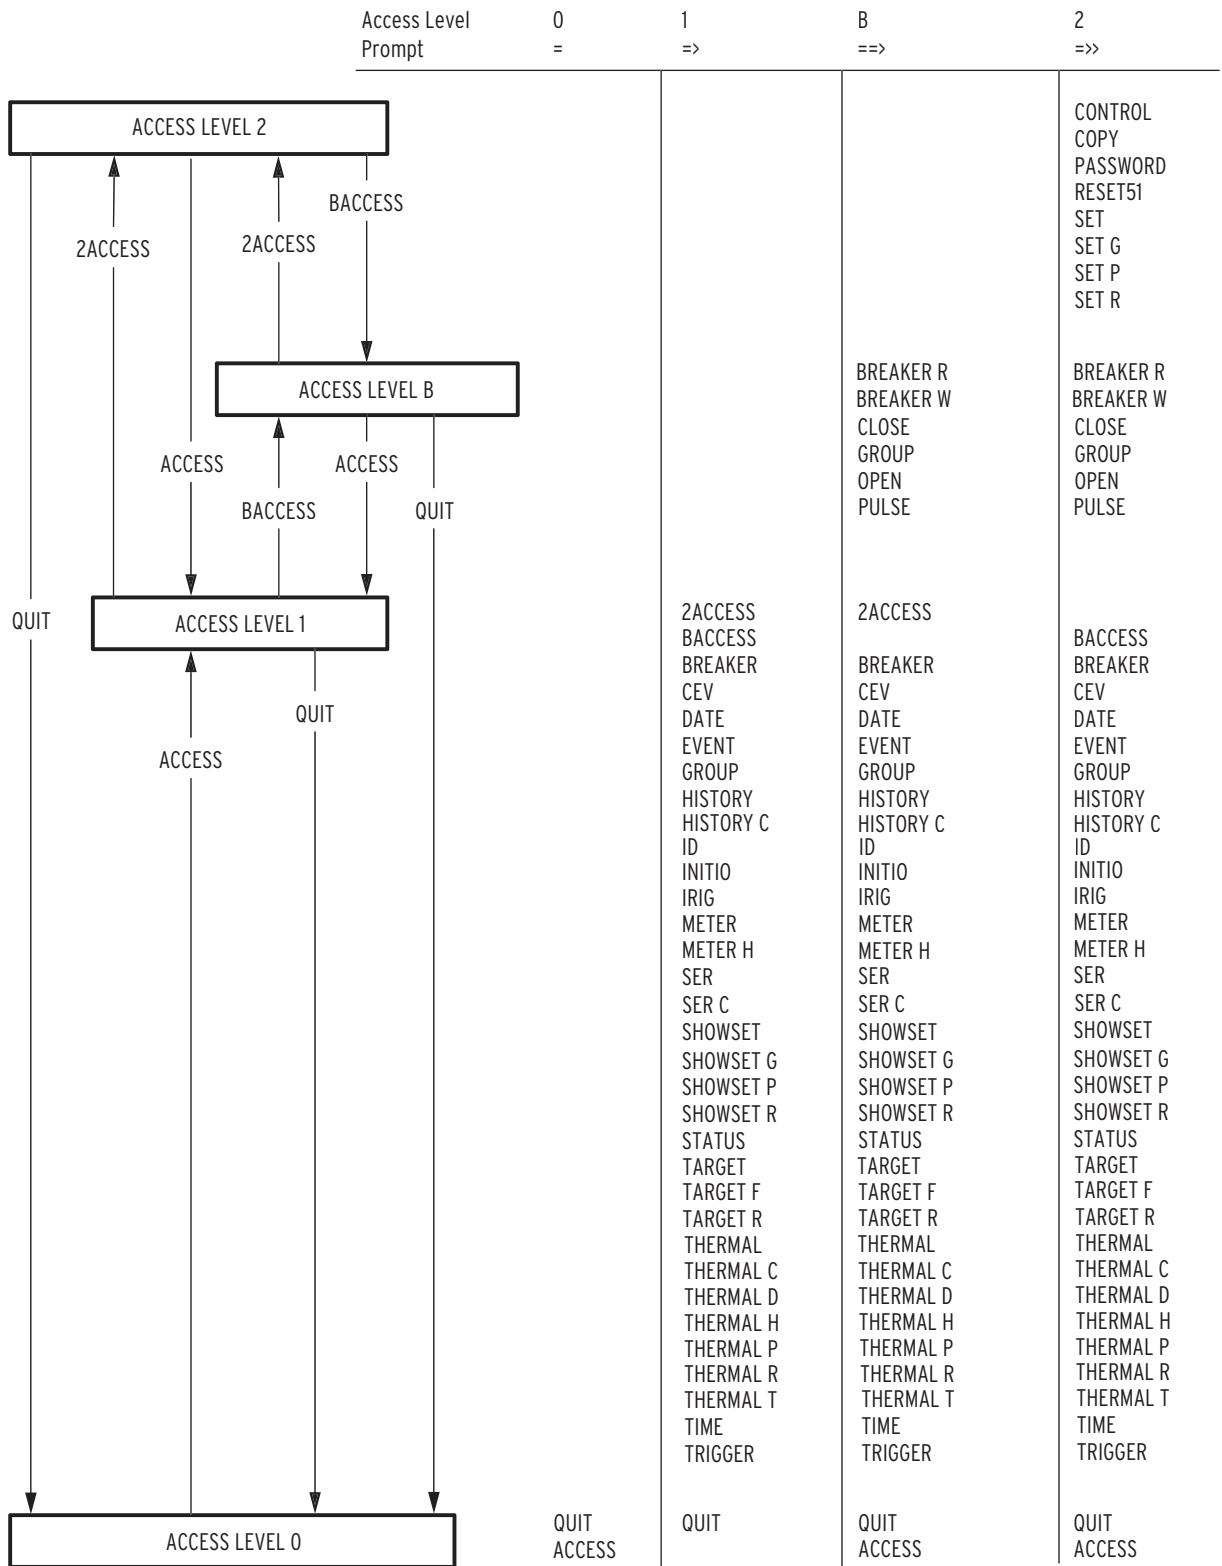 Access Level 0 1 B 2
Prompt = => ==> =>>
ACCESS LEVEL 2
BACCESS
2ACCESS 2ACCESS
ACCESS LEVEL B
ACCESS ACCESS
BACCESS QUIT
QUIT
ACCESS LEVEL 1
QUIT
ACCESS
ACCESS LEVEL 0
CONTROL
COPY
PASSWORD
RESET51
SET
SET G
SET P
SET R
BREAKER R BREAKER R
BREAKER W BREAKER W
CLOSE CLOSE
GROUP GROUP
OPEN OPEN
PULSE PULSE
2ACCESS 2ACCESS
BACCESS BACCESS
BREAKER BREAKER BREAKER
CEV CEV CEV
DATE DATE DATE
EVENT EVENT EVENT
GROUP GROUP GROUP
HISTORY HISTORY HISTORY
HISTORY C HISTORY C HISTORY C
ID ID ID
INITIO INITIO INITIO
IRIG IRIG IRIG
METER METER METER
METER H METER H METER H
SER SER SER
SER C SER C SER C
SHOWSET SHOWSET SHOWSET
SHOWSET G SHOWSET G SHOWSET G
SHOWSET P SHOWSET P SHOWSET P
SHOWSET R SHOWSET R SHOWSET R
STATUS STATUS STATUS
TARGET TARGET TARGET
TARGET F TARGET F TARGET F
TARGET R TARGET R TARGET R
THERMAL THERMAL THERMAL
THERMAL C THERMAL C THERMAL C
THERMAL D THERMAL D THERMAL D
THERMAL H THERMAL H THERMAL H
THERMAL P THERMAL P THERMAL P
THERMAL R THERMAL R THERMAL R
THERMAL T THERMAL T THERMAL T
TIME TIME TIME
TRIGGER TRIGGER TRIGGER
QUIT QUIT QUIT QUIT
ACCESS ACCESS ACCESS